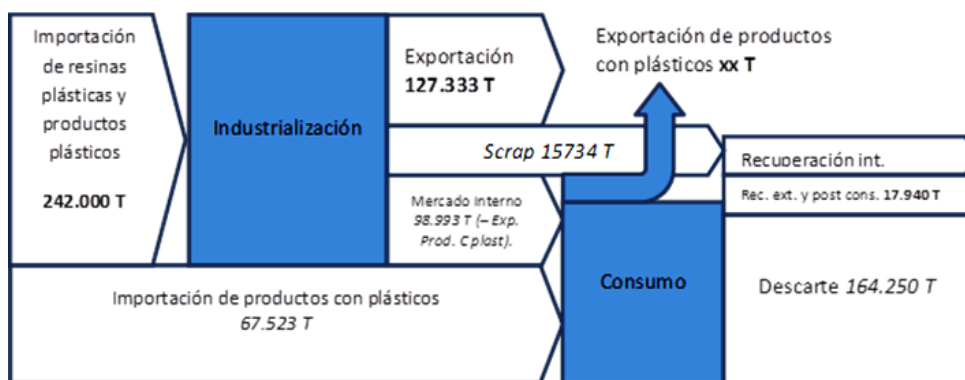 Importación
de resinas
plásticas y
productos
plásticos
242.000 T
Industrialización
Exportación
127.333 T
Exportación de productos
con plásticos xx T
Scrap 15734 T
Recuperación int.
Mercado Interno
98.993 T (– Exp.
Prod. C plast).
Rec. ext. y post cons. 17.940 T
Importación de productos con plásticos
67.523 T
Consumo
Descarte 164.250 T